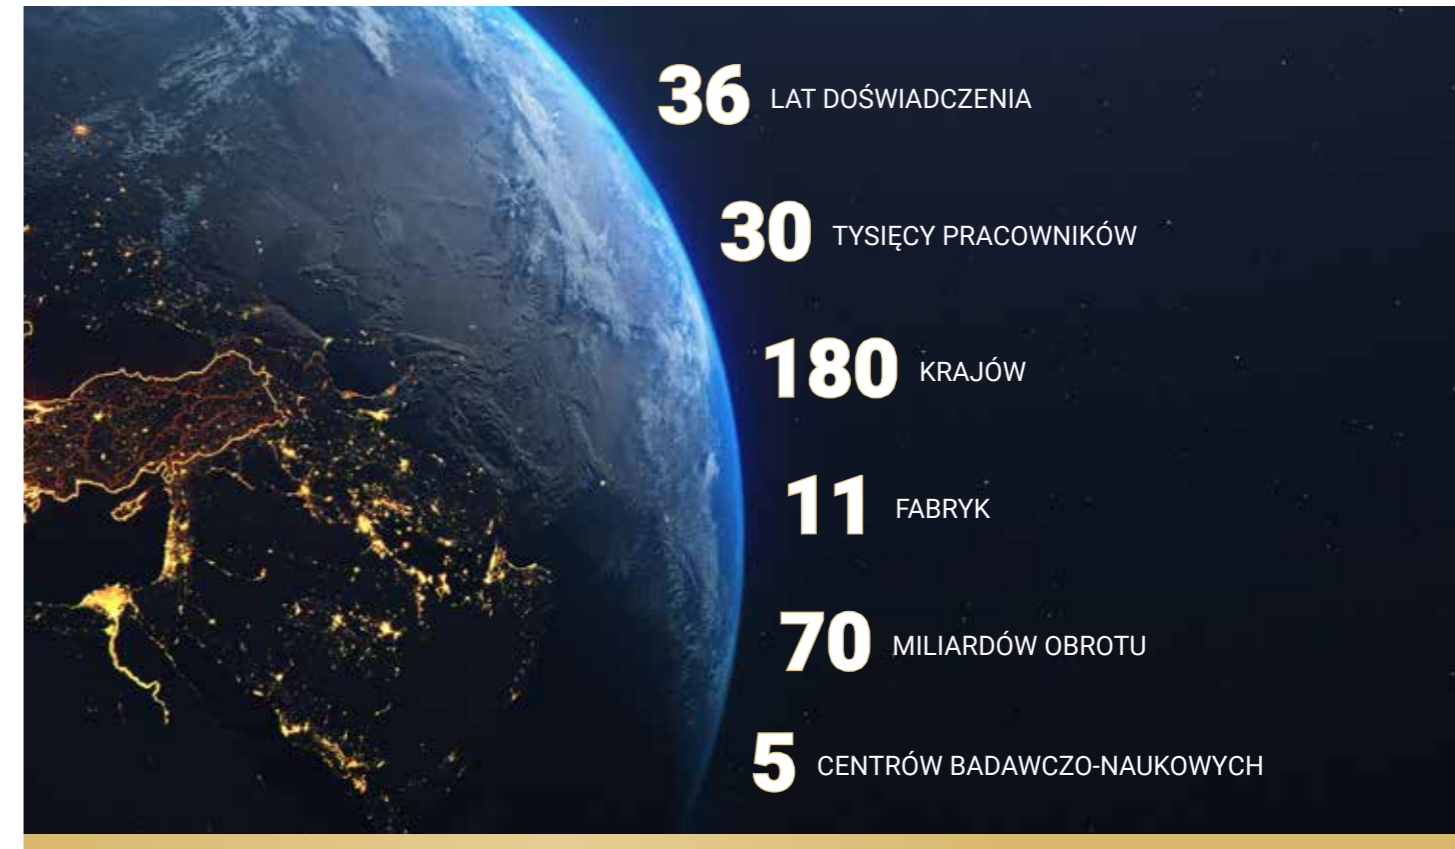 36 LAT DOŚWIADCZENIA
30 TYSIĘCY PRACOWNIKÓW
180 KRAJÓW
11 FABRYK
70 MILIARDÓW OBROTU
5 CENTRÓW BADAWCZO-NAUKOWYCH